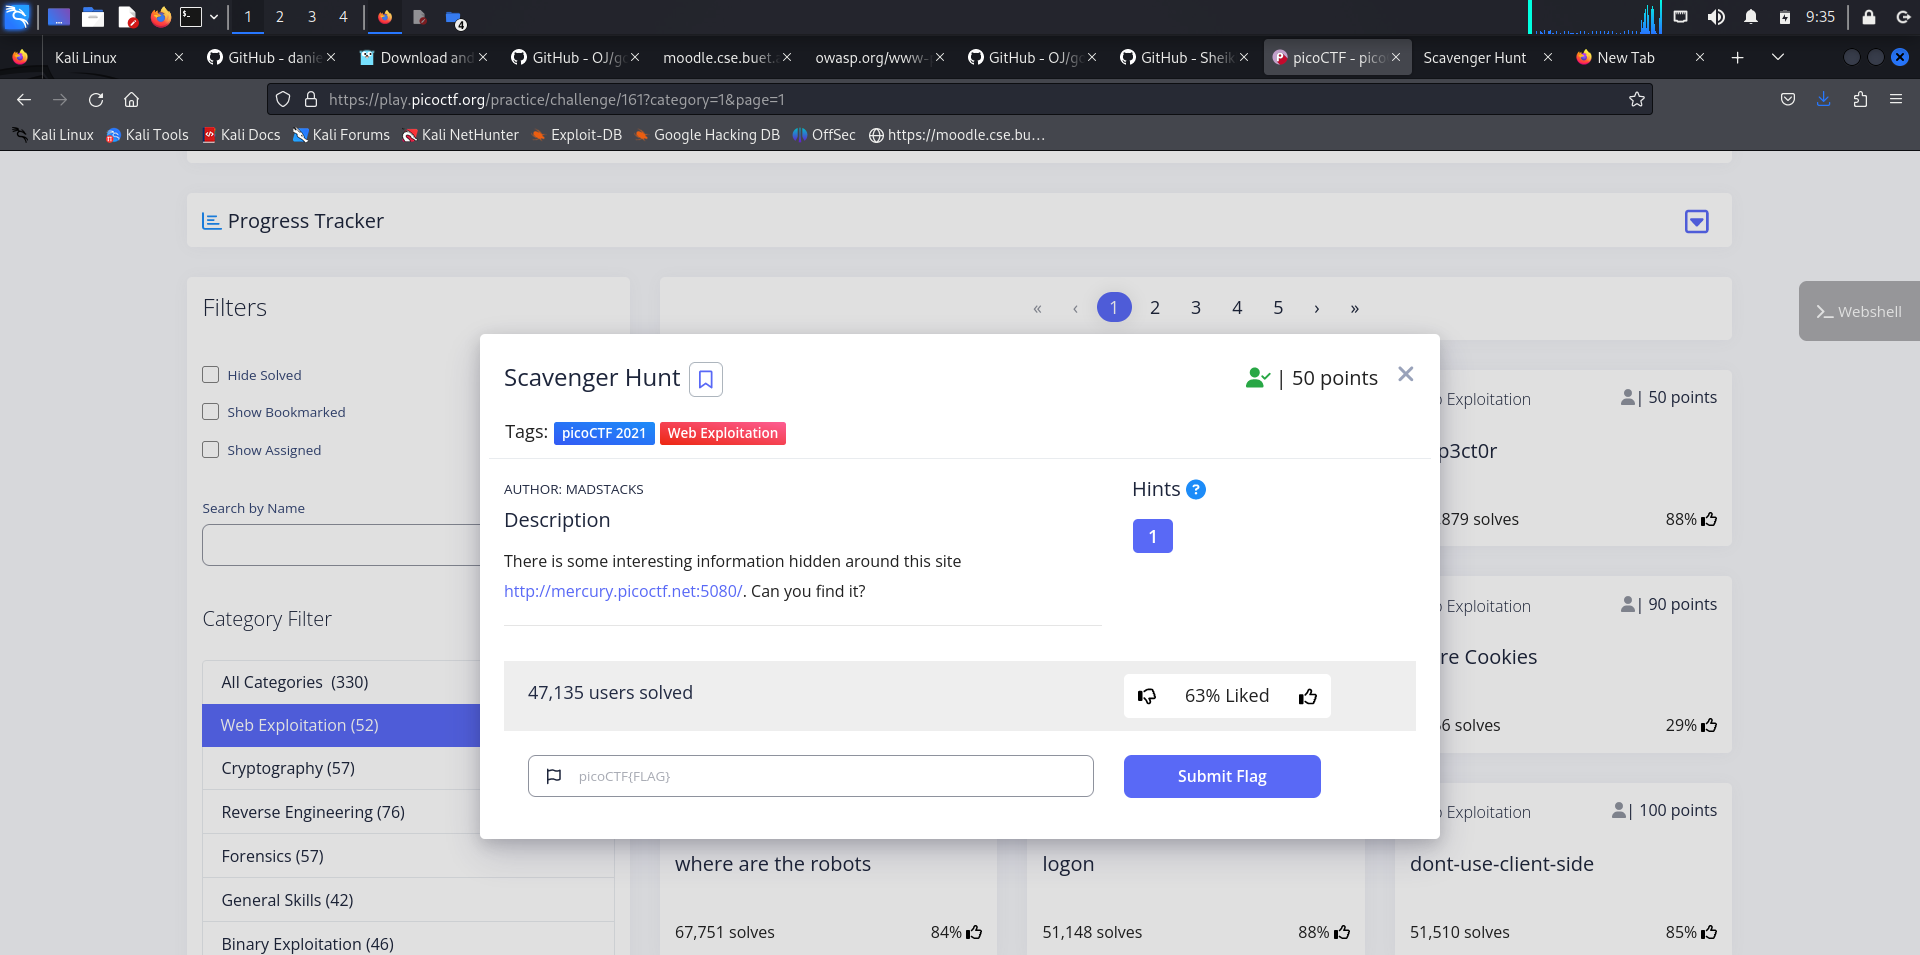 1 2 3 4 4 9:35
Kali Linux GitHub - danie Download and GitHub - OJ/go moodle.cse.buet.a owasp.org/www-p GitHub - OJ/go GitHub - Sheik picoCTF - pico Scavenger Hunt New Tab
https://play.picoctf.org/practice/challenge/161?category=1&page=1
Kali Linux Kali Tools Kali Docs Kali Forums Kali NetHunter Exploit-DB Google Hacking DB OffSec https://moodle.cse.bu…
Progress Tracker
Filters
« ‹ 1 2 3 4 5 › »
Webshell
Hide Solved
Show Bookmarked
Show Assigned
Search by Name
Category Filter
All Categories (330)
Web Exploitation (52)
Cryptography (57)
Reverse Engineering (76)
Forensics (57)
General Skills (42)
Binary Exploitation (46)
Scavenger Hunt
| 50 points
Tags: picoCTF 2021 Web Exploitation
AUTHOR: MADSTACKS
Description
There is some interesting information hidden around this site
http://mercury.picoctf.net:5080/. Can you find it?
Hints ?
1
47,135 users solved
63% Liked
picoCTF{FLAG}
Submit Flag
Exploitation | 50 points
p3ct0r
879 solves 88%
Exploitation | 90 points
re Cookies
6 solves 29%
Exploitation | 100 points
where are the robots logon dont-use-client-side
67,751 solves 84% 51,148 solves 88% 51,510 solves 85%